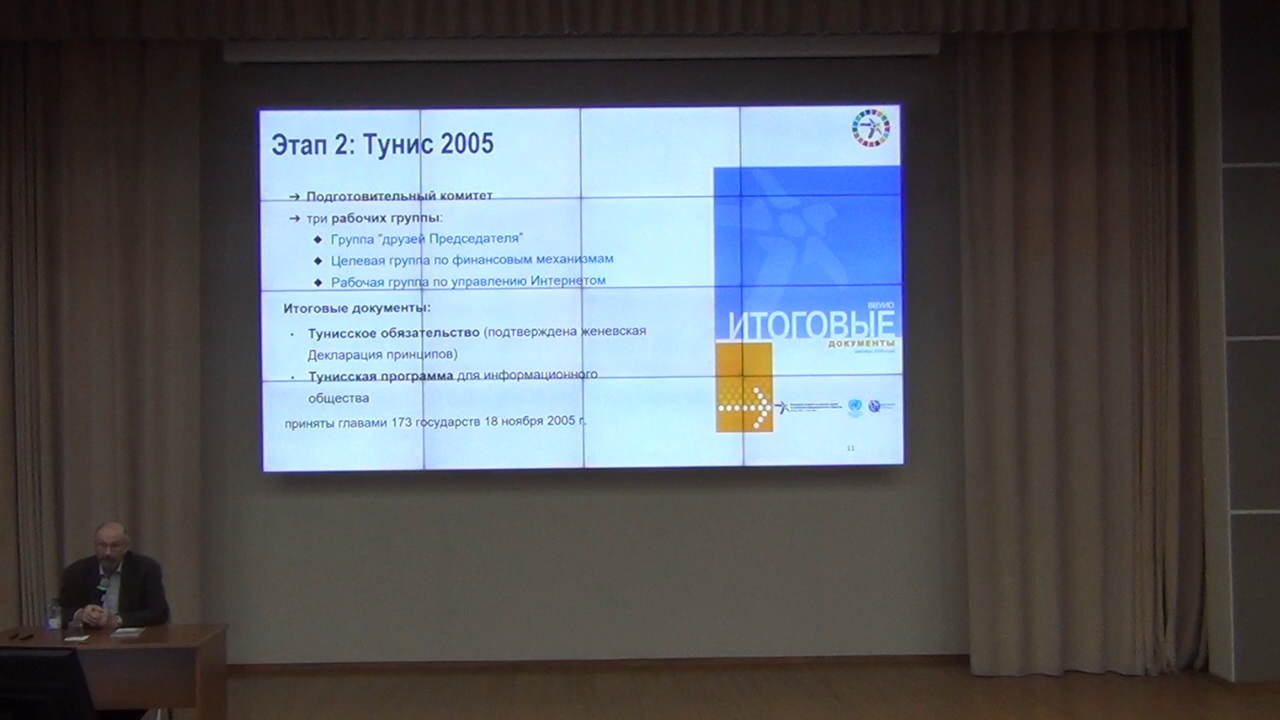 Этап 2: Тунис 2005
➔ Подготовительный комитет
➔ три рабочих группы:
◆ Группа "друзей Председателя"
◆ Целевая группа по финансовым механизмам
◆ Рабочая группа по управлению Интернетом
Итоговые документы:
• Тунисское обязательство (подтверждена женевская
Декларация принципов)
• Тунисская программа для информационного
общества
приняты главами 173 государств 18 ноября 2005 г.
ВВУИО
ИТОГОВЫЕ
ДОКУМЕНТЫ
11